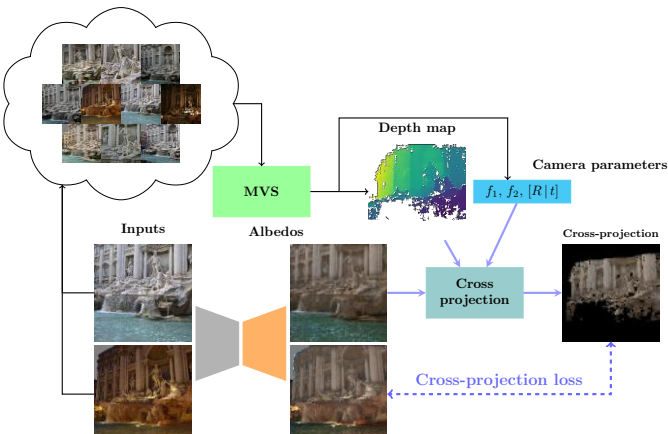 Depth map
Camera parameters
MVS
f₁, f₂, [R | t]
Inputs
Albedos
Cross-projection
Cross
projection
Cross-projection loss